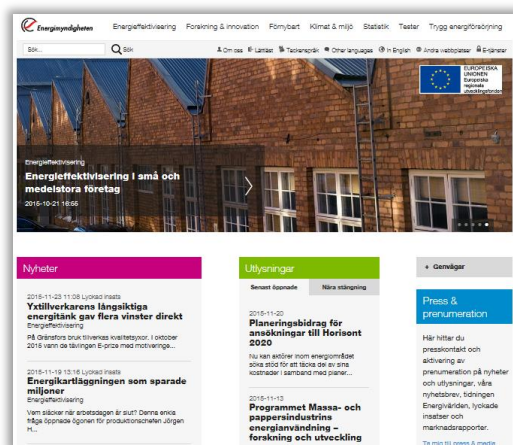 Energimyndigheten
Energieffektivisering Forskning & innovation Förnybart Klimat & miljö Statistik Tester Trygg energiförsörjning
Sök... Sök
Om oss Lättläst Teckenspråk Other languages In English Andra webbplatser E-tjänster
EUROPEISKA
UNIONEN
Europeiska
regionala
utvecklingsfonden
Energieffektivisering
Energieffektivisering i små och
medelstora företag
2015-10-23 16:55
Nyheter
2015-11-23 11:08 Lyckad insats
Yxtillverkarens långsiktiga
energitänk gav flera vinster direkt
Energieffektivisering
På Gränsfors bruk tillverkas kvalitetsyxor. I oktober
2015 vann de tävlingen E-prize med motiveringe...
2015-11-19 13:16 Lyckad insats
Energikartläggningen som sparade
miljoner
Energieffektivisering
Vem släcker när arbetsdagen är slut? Denna enkla
fråga öppnade ögonen för produktionschefen Jörgen
H...
Utlysningar
Senast öppnade Nära stängning
2015-11-20
Planeringsbidrag för
ansökningar till Horisont
2020
Nu kan aktörer inom energiområdet
söka stöd för att täcka del av sina
kostnader i samband med planer...
2015-11-13
Programmet Massa- och
pappersindustrins
energianvändning –
forskning och utveckling
+ Genvägar
Press &
prenumeration
Här hittar du
presskontakt och
aktivering av
prenumeration på nyheter
och utlysningar, våra
nyhetsbrev, tidningen
Energivärlden, lyckade
insatser och
marknadsrapporter.
Ta mig till press & media